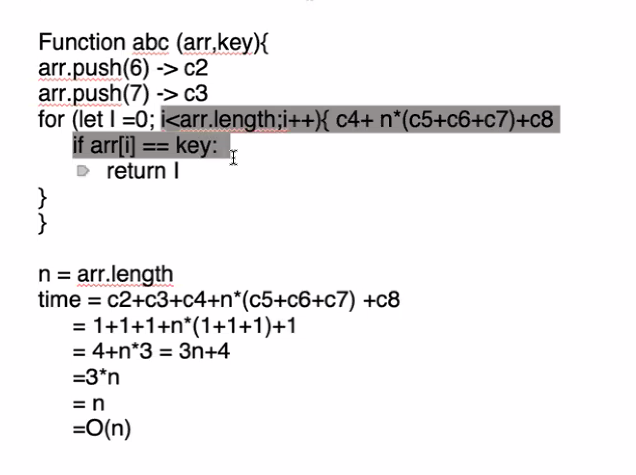 Function abc (arr,key){
arr.push(6) -> c2
arr.push(7) -> c3
for (let I =0; i<arr.length;i++){ c4+ n*(c5+c6+c7)+c8
if arr[i] == key:
return I
}
}
n = arr.length
time = c2+c3+c4+n*(c5+c6+c7) +c8
= 1+1+1+n*(1+1+1)+1
= 4+n*3 = 3n+4
=3*n
= n
=O(n)